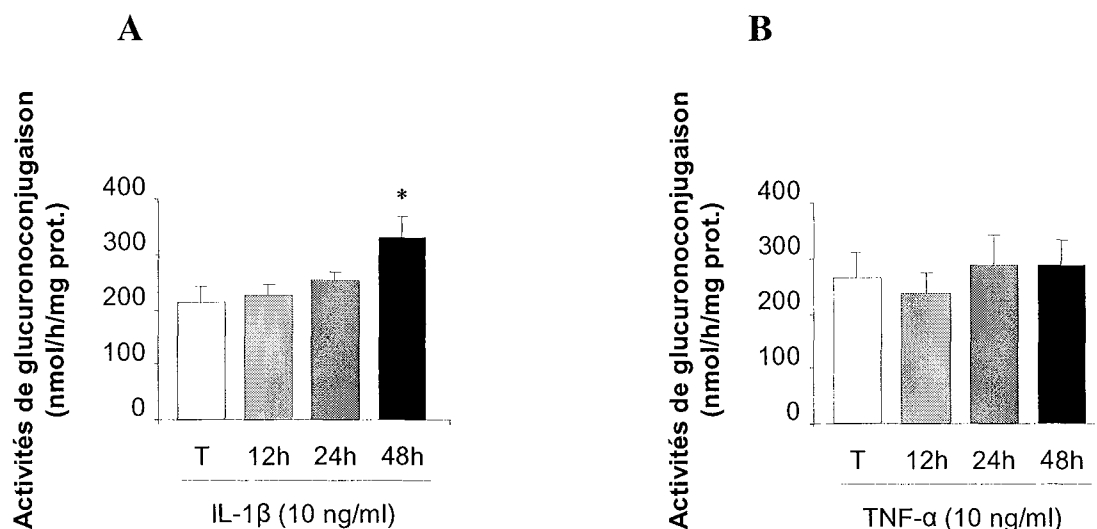 A
Activités de glucuronoconjugaison
(nmol/h/mg prot.)
400
300
200
100
0
*
T 12h 24h 48h
IL-1β (10 ng/ml)
B
Activités de glucuronoconjugaison
(nmol/h/mg prot.)
400
300
200
100
0
T 12h 24h 48h
TNF-α (10 ng/ml)